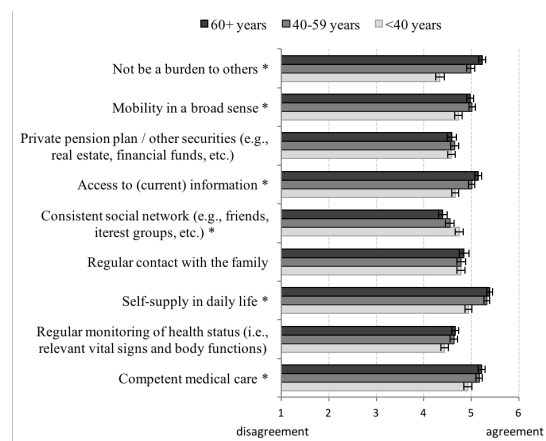 60+ years 40-59 years <40 years
Not be a burden to others *
Mobility in a broad sense *
Private pension plan / other securities (e.g.,
real estate, financial funds, etc.)
Access to (current) information *
Consistent social network (e.g., friends,
iterest groups, etc.) *
Regular contact with the family
Self-supply in daily life *
Regular monitoring of health status (i.e.,
relevant vital signs and body functions)
Competent medical care *
1 2 3 4 5 6
disagreement agreement